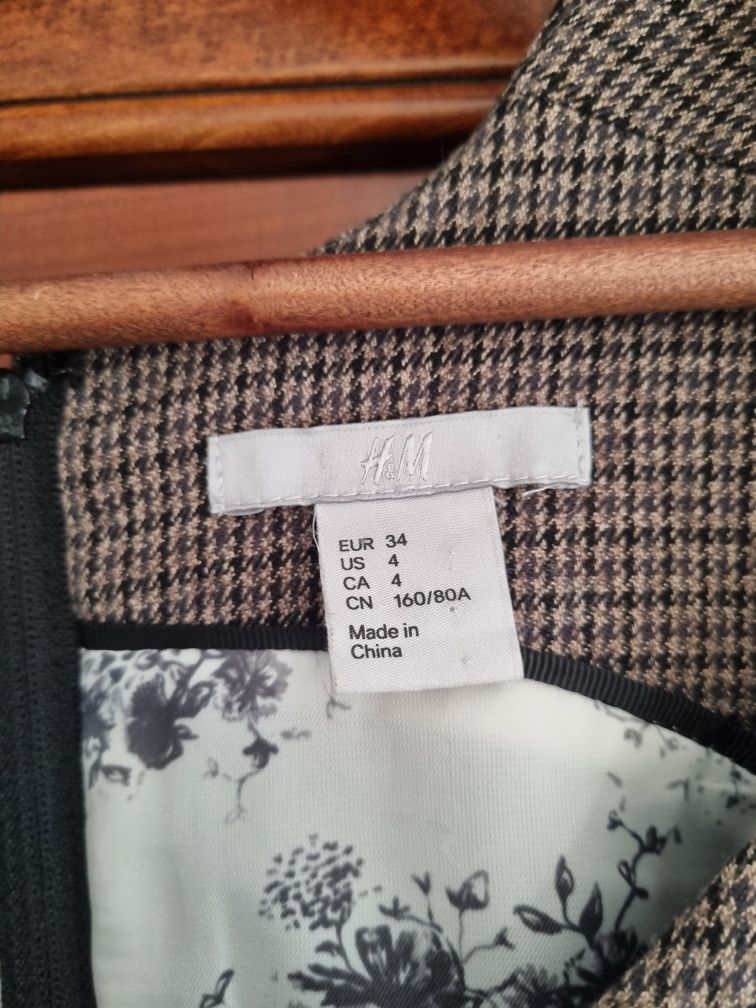 H&M
EUR 34
US 4
CA 4
CN 160/80A
Made in
China